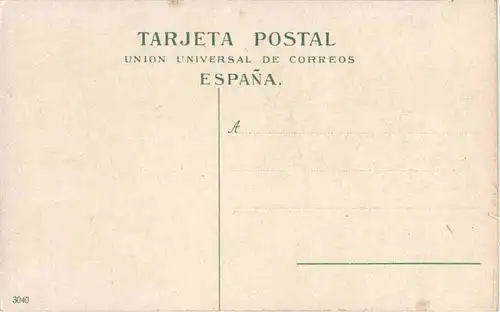 TARJETA POSTAL
UNION UNIVERSAL DE CORREOS
ESPAÑA.
A
3040